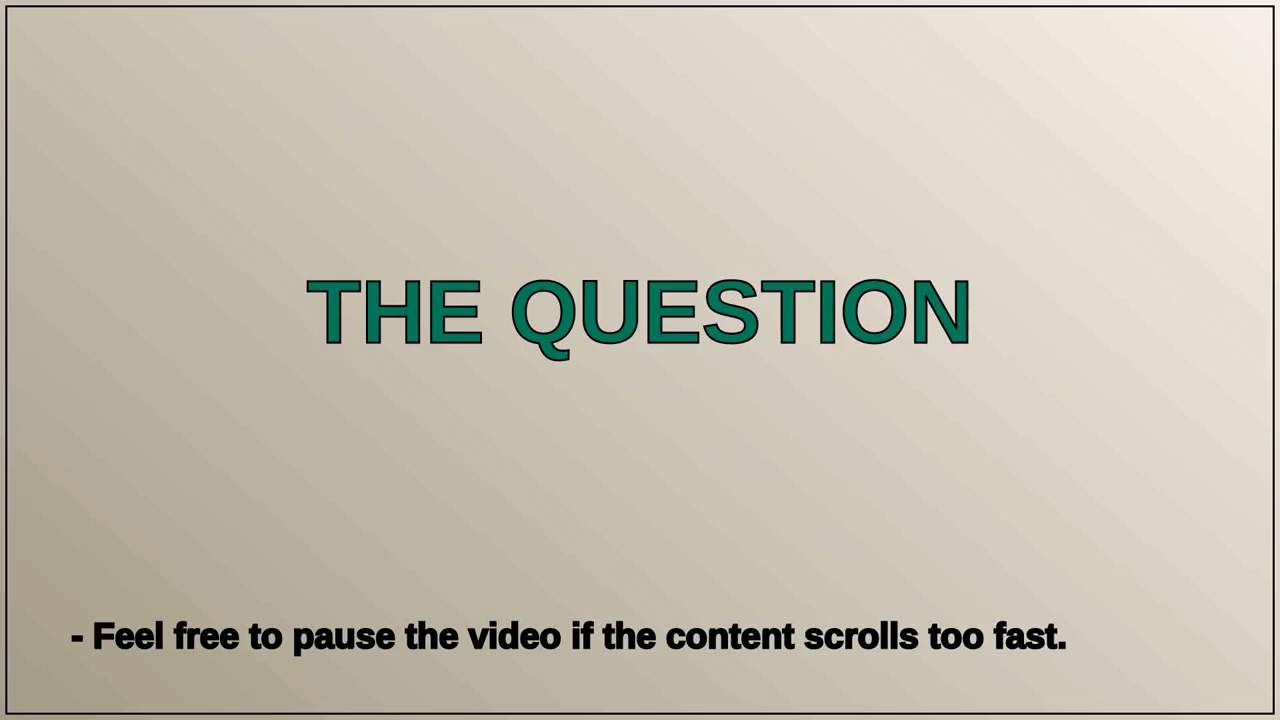 THE QUESTION
- Feel free to pause the video if the content scrolls too fast.